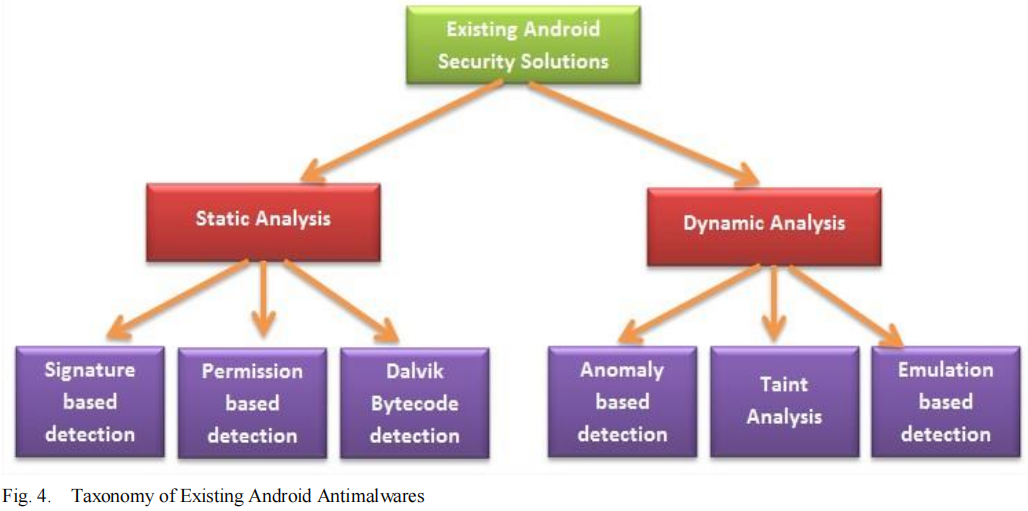 Existing Android
Security Solutions
Static Analysis
Dynamic Analysis
Signature
based
detection
Permission
based
detection
Dalvik
Bytecode
detection
Anomaly
based
detection
Taint
Analysis
Emulation
based
detection
Fig. 4. Taxonomy of Existing Android Antimalwares